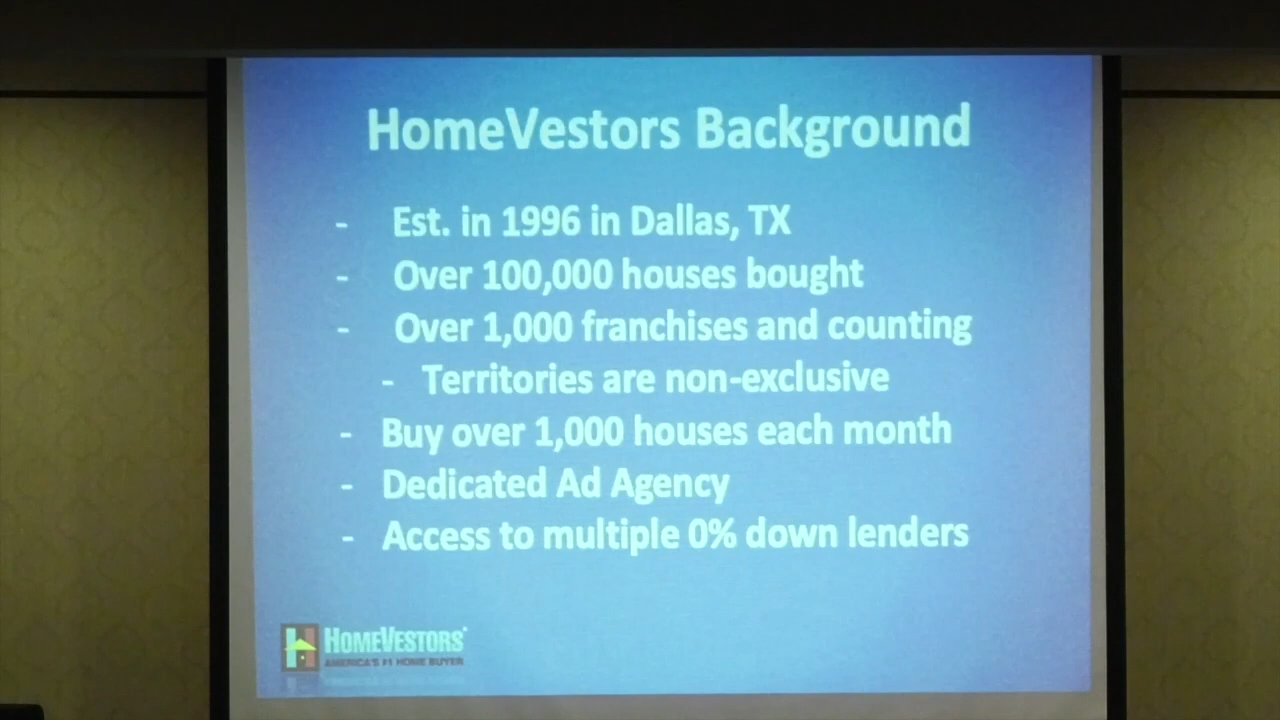 HomeVestors Background
- Est. in 1996 in Dallas, TX
- Over 100,000 houses bought
- Over 1,000 franchises and counting
- Territories are non-exclusive
- Buy over 1,000 houses each month
- Dedicated Ad Agency
- Access to multiple 0% down lenders
HOMEVESTORS®
AMERICA'S #1 HOME BUYER